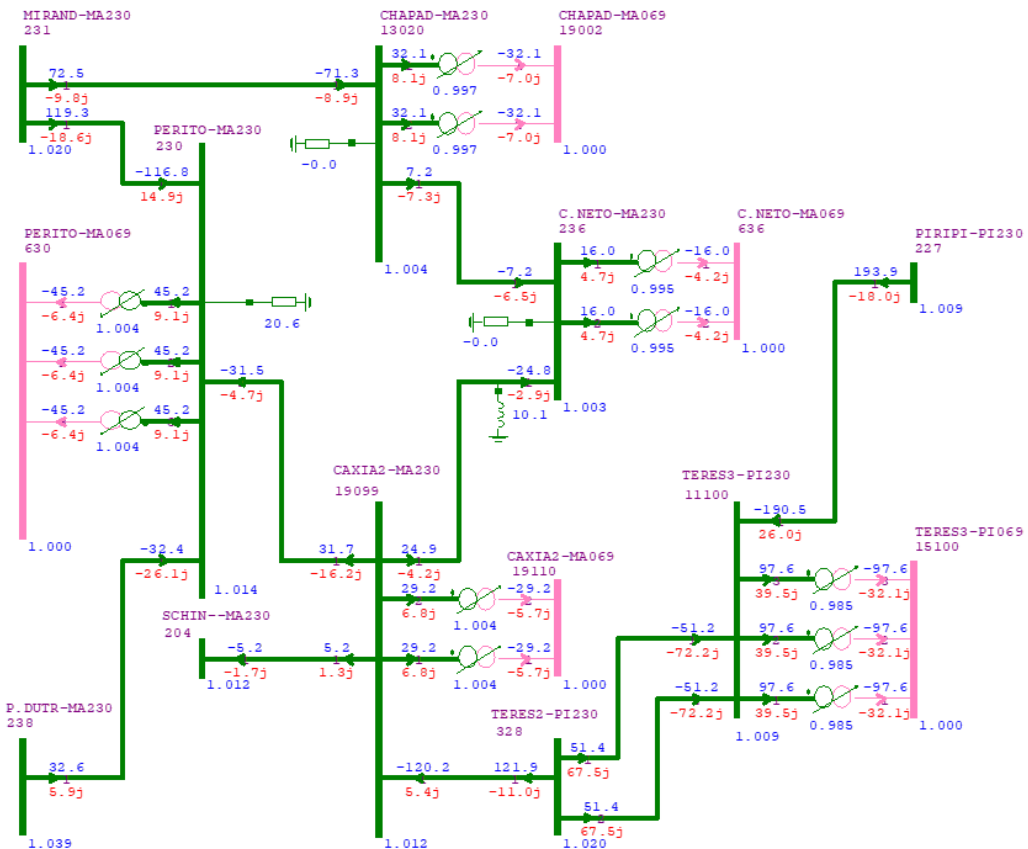 MIRAND-MA230
231
72.5
-9.8j
119.3
-18.6j
1.020
-71.3
-8.9j
CHAPAD-MA230
13020
32.1
8.1j
0.997
32.1
8.1j
0.997
-0.0
7.2
-7.3j
1.004
CHAPAD-MA069
19002
-32.1
-7.0j
-32.1
-7.0j
1.000
PERITO-MA230
230
-116.8
14.9j
PERITO-MA069
630
-45.2
-6.4j
1.004
45.2
9.1j
-45.2
-6.4j
1.004
45.2
9.1j
-45.2
-6.4j
1.004
45.2
9.1j
1.000
20.6
-31.5
-4.7j
-32.4
-26.1j
1.014
C.NETO-MA230
236
-7.2
-6.5j
16.0
4.7j
0.995
16.0
4.7j
0.995
-0.0
-24.8
-2.9j
10.1
1.003
C.NETO-MA069
636
-16.0
-4.2j
-16.0
-4.2j
1.000
PIRIPI-PI230
227
193.9
-18.0j
1.009
CAXIA2-MA230
19099
31.7
-16.2j
24.9
-4.2j
29.2
6.8j
1.004
5.2
1.3j
29.2
6.8j
1.004
-120.2
5.4j
1.012
CAXIA2-MA069
19110
-29.2
-5.7j
-29.2
-5.7j
1.000
SCHIN--MA230
204
-5.2
-1.7j
1.012
P.DUTR-MA230
238
32.6
5.9j
1.039
TERES2-PI230
328
121.9
-11.0j
51.4
67.5j
51.4
67.5j
1.020
TERES3-PI230
11100
-190.5
26.0j
97.6
39.5j
0.985
-51.2
-72.2j
97.6
39.5j
0.985
-51.2
-72.2j
97.6
39.5j
0.985
1.009
TERES3-PI069
15100
-97.6
-32.1j
-97.6
-32.1j
-97.6
-32.1j
1.000